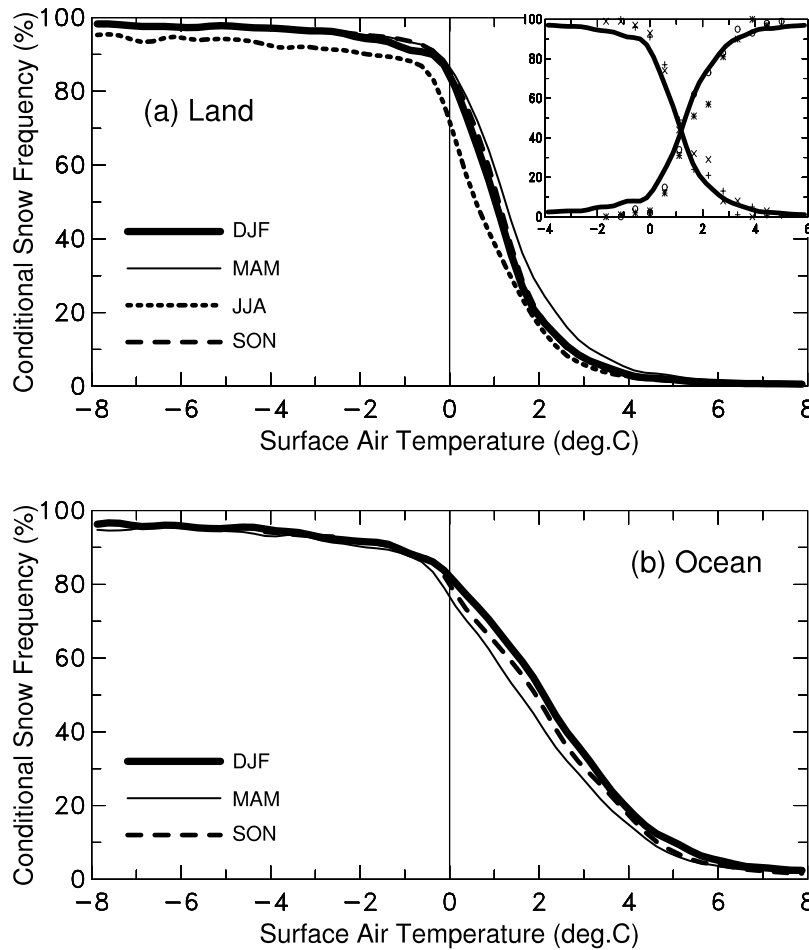 100
80
60
40
20
0
Conditional Snow Frequency (%)
(a) Land
DJF
MAM
JJA
SON
100
80
60
40
20
0
−4 −2 0 2 4 6
−8 −6 −4 −2 0 2 4 6 8
Surface Air Temperature (deg.C)
100
80
60
40
20
0
Conditional Snow Frequency (%)
(b) Ocean
DJF
MAM
SON
−8 −6 −4 −2 0 2 4 6 8
Surface Air Temperature (deg.C)